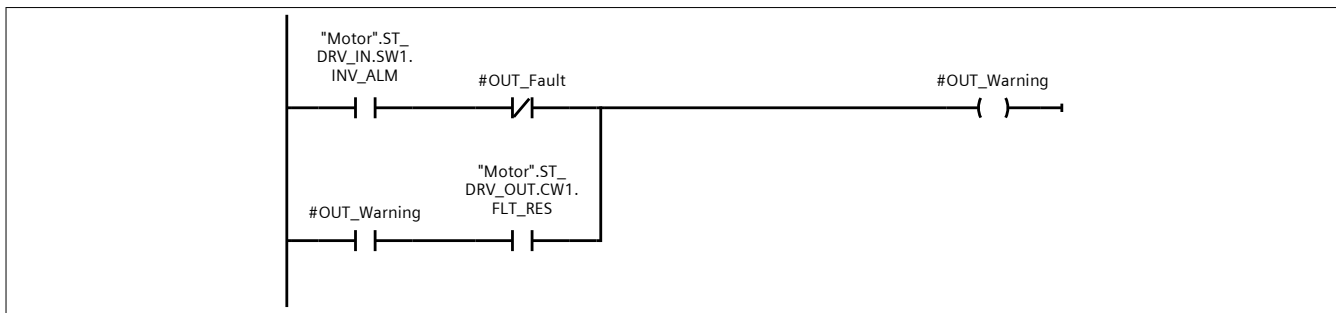 "Motor".ST_
DRV_IN.SW1.
INV_ALM
#OUT_Fault
#OUT_Warning
"Motor".ST_
DRV_OUT.CW1.
FLT_RES
#OUT_Warning